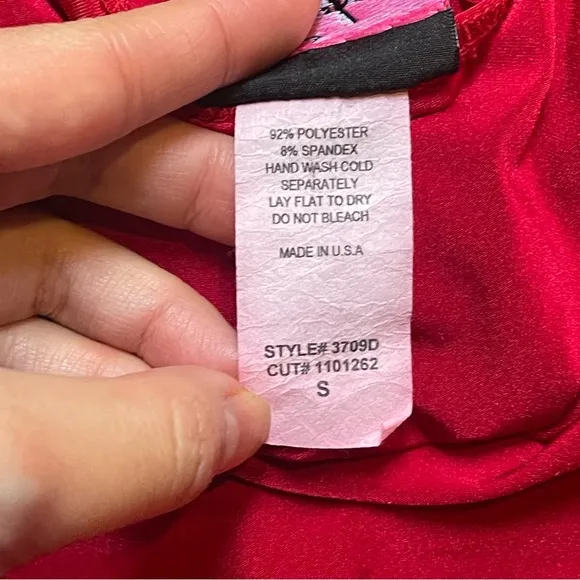 92% POLYESTER
8% SPANDEX
HAND WASH COLD
SEPARATELY
LAY FLAT TO DRY
DO NOT BLEACH
MADE IN U.S.A
STYLE# 3709D
CUT# 1101262
S